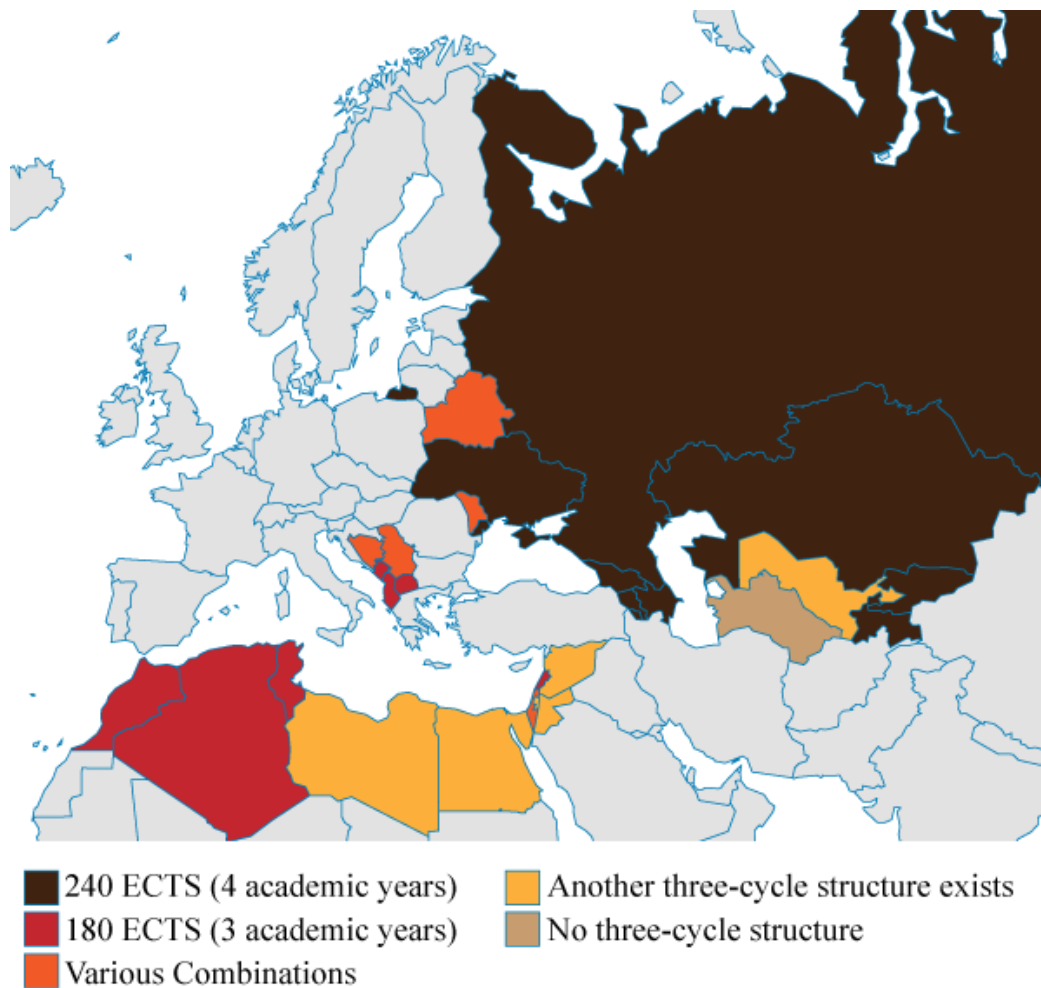 240 ECTS (4 academic years)
180 ECTS (3 academic years)
Various Combinations
Another three-cycle structure exists
No three-cycle structure